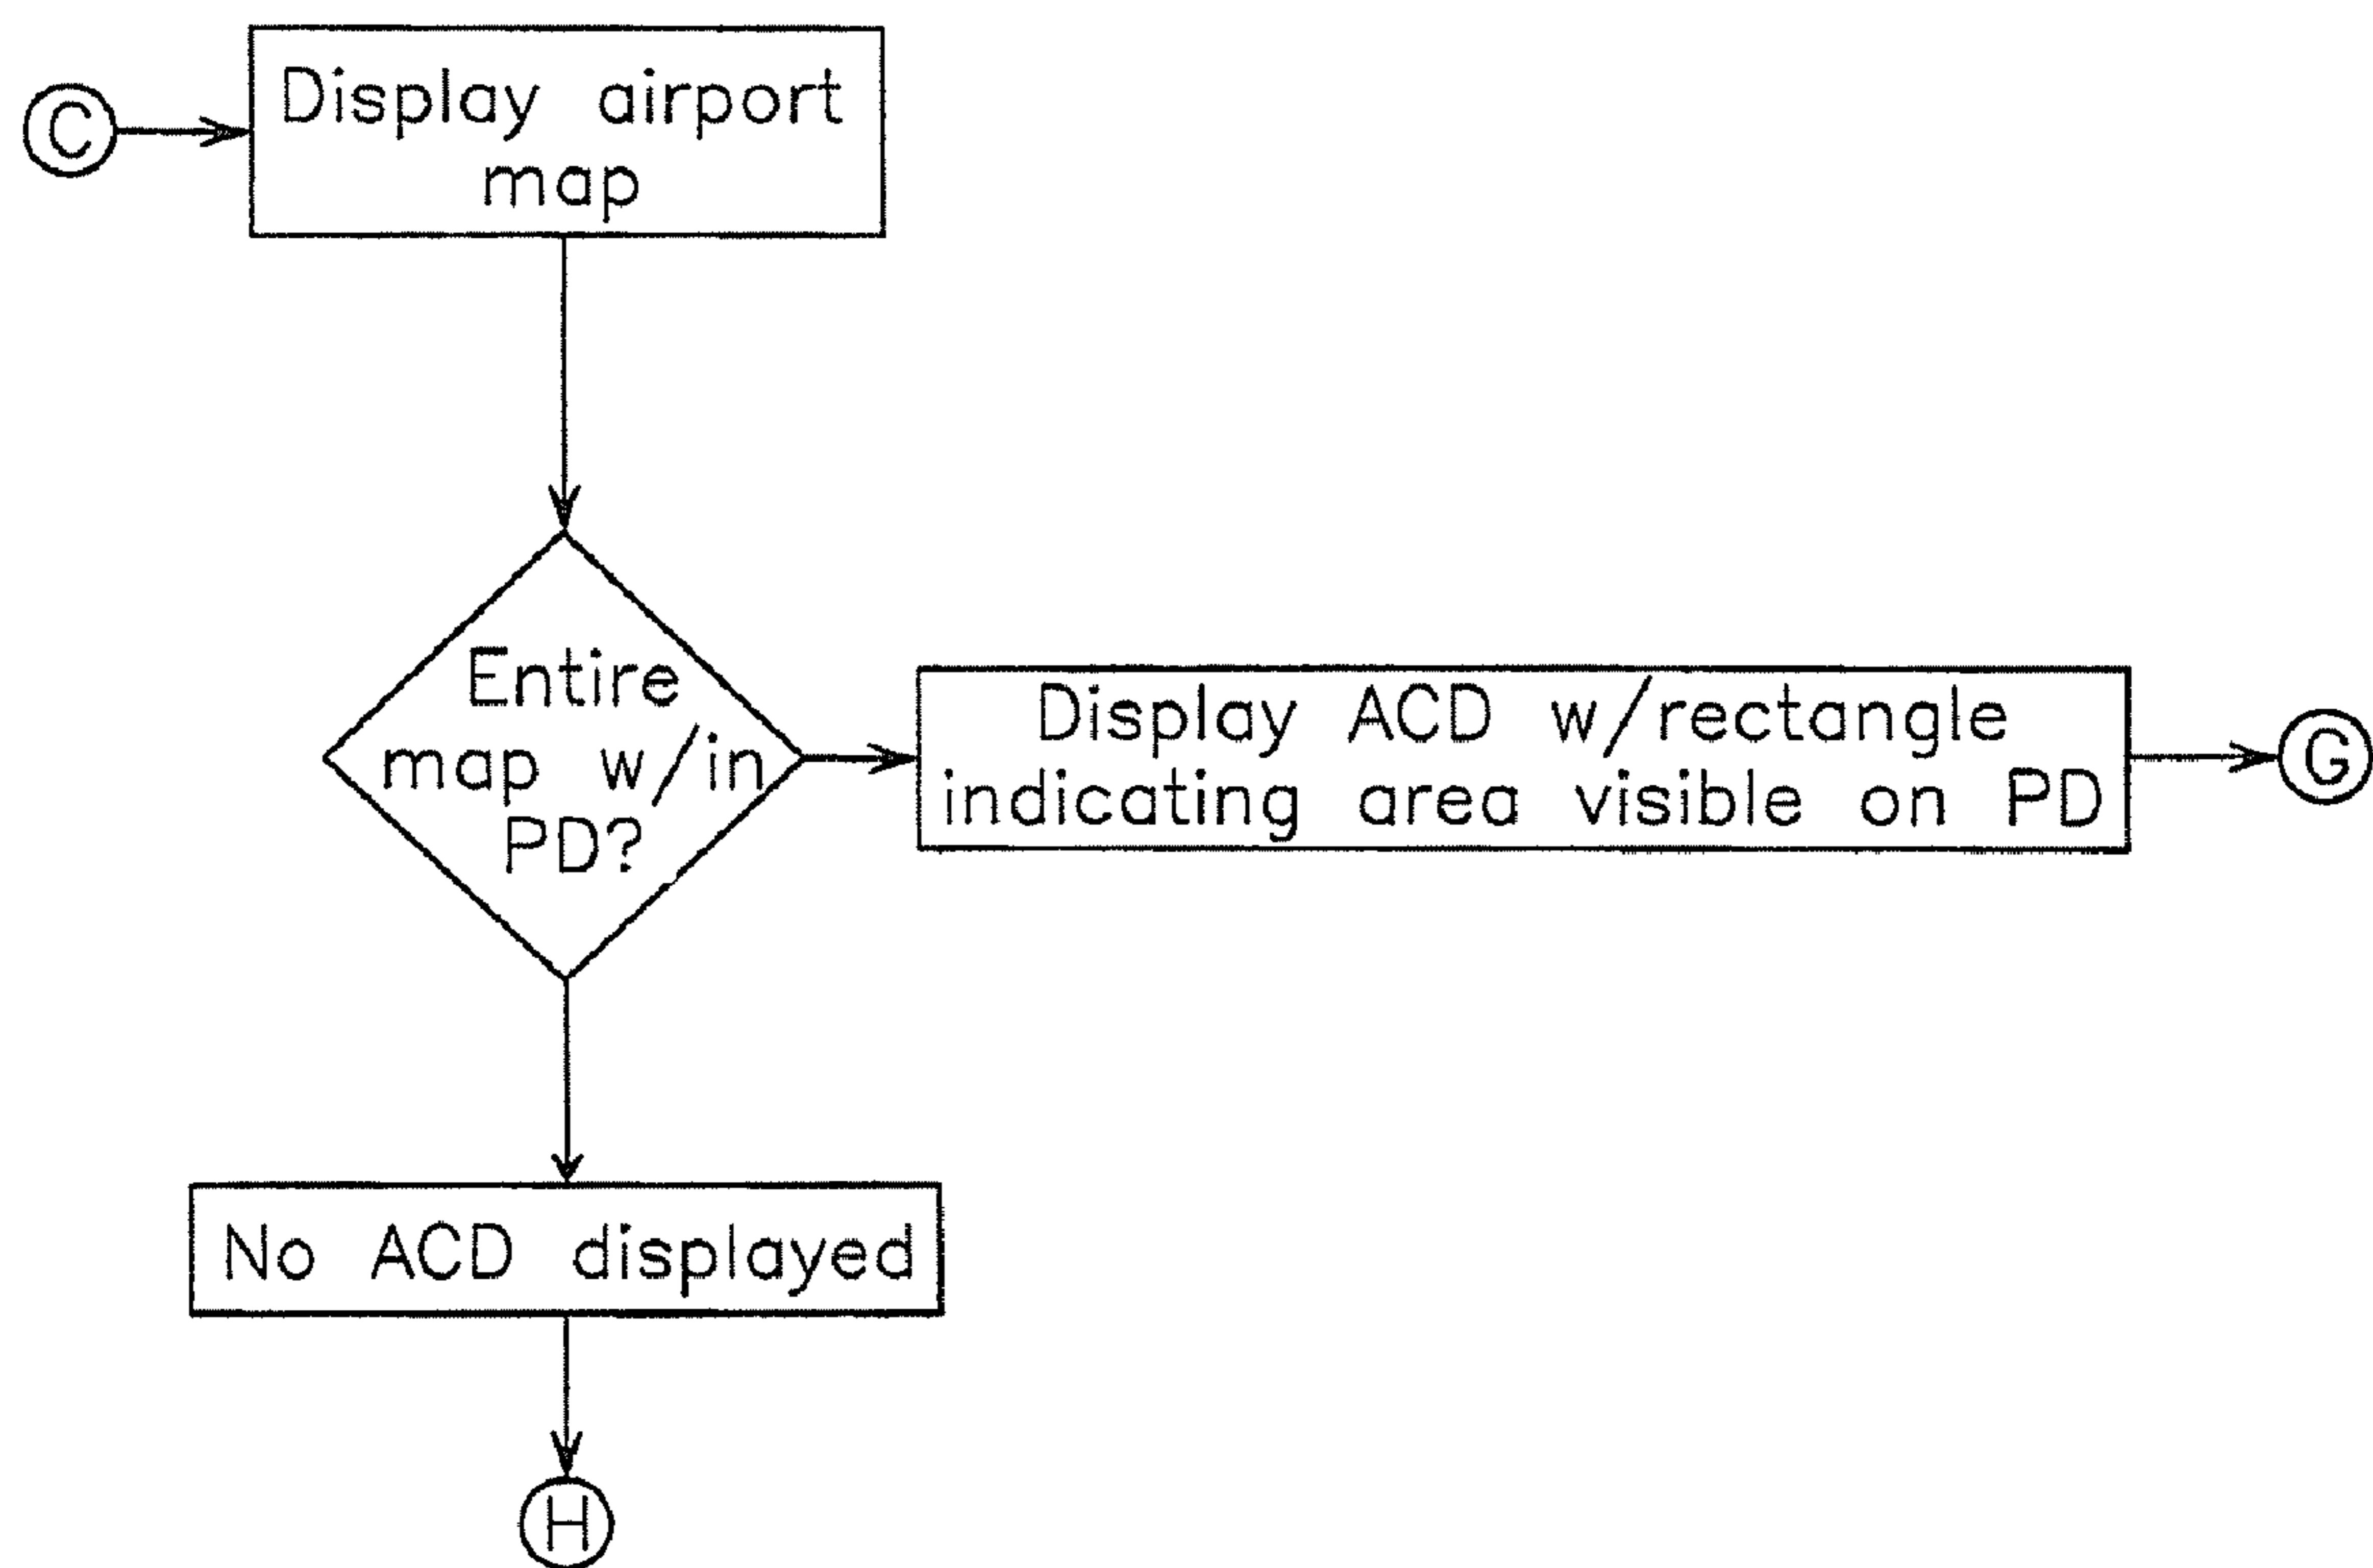 C
Display airport
map
Entire
map w/in
PD?
Display ACD w/rectangle
indicating area visible on PD
G
No ACD displayed
H